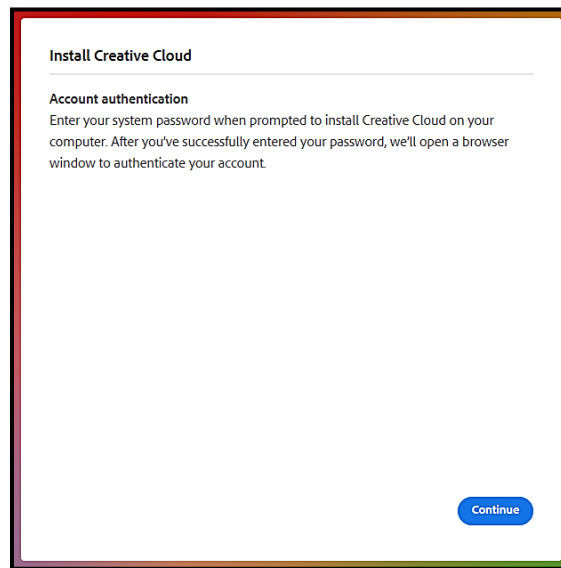 Install Creative Cloud
Account authentication
Enter your system password when prompted to install Creative Cloud on your
computer. After you've successfully entered your password, we'll open a browser
window to authenticate your account.
Continue